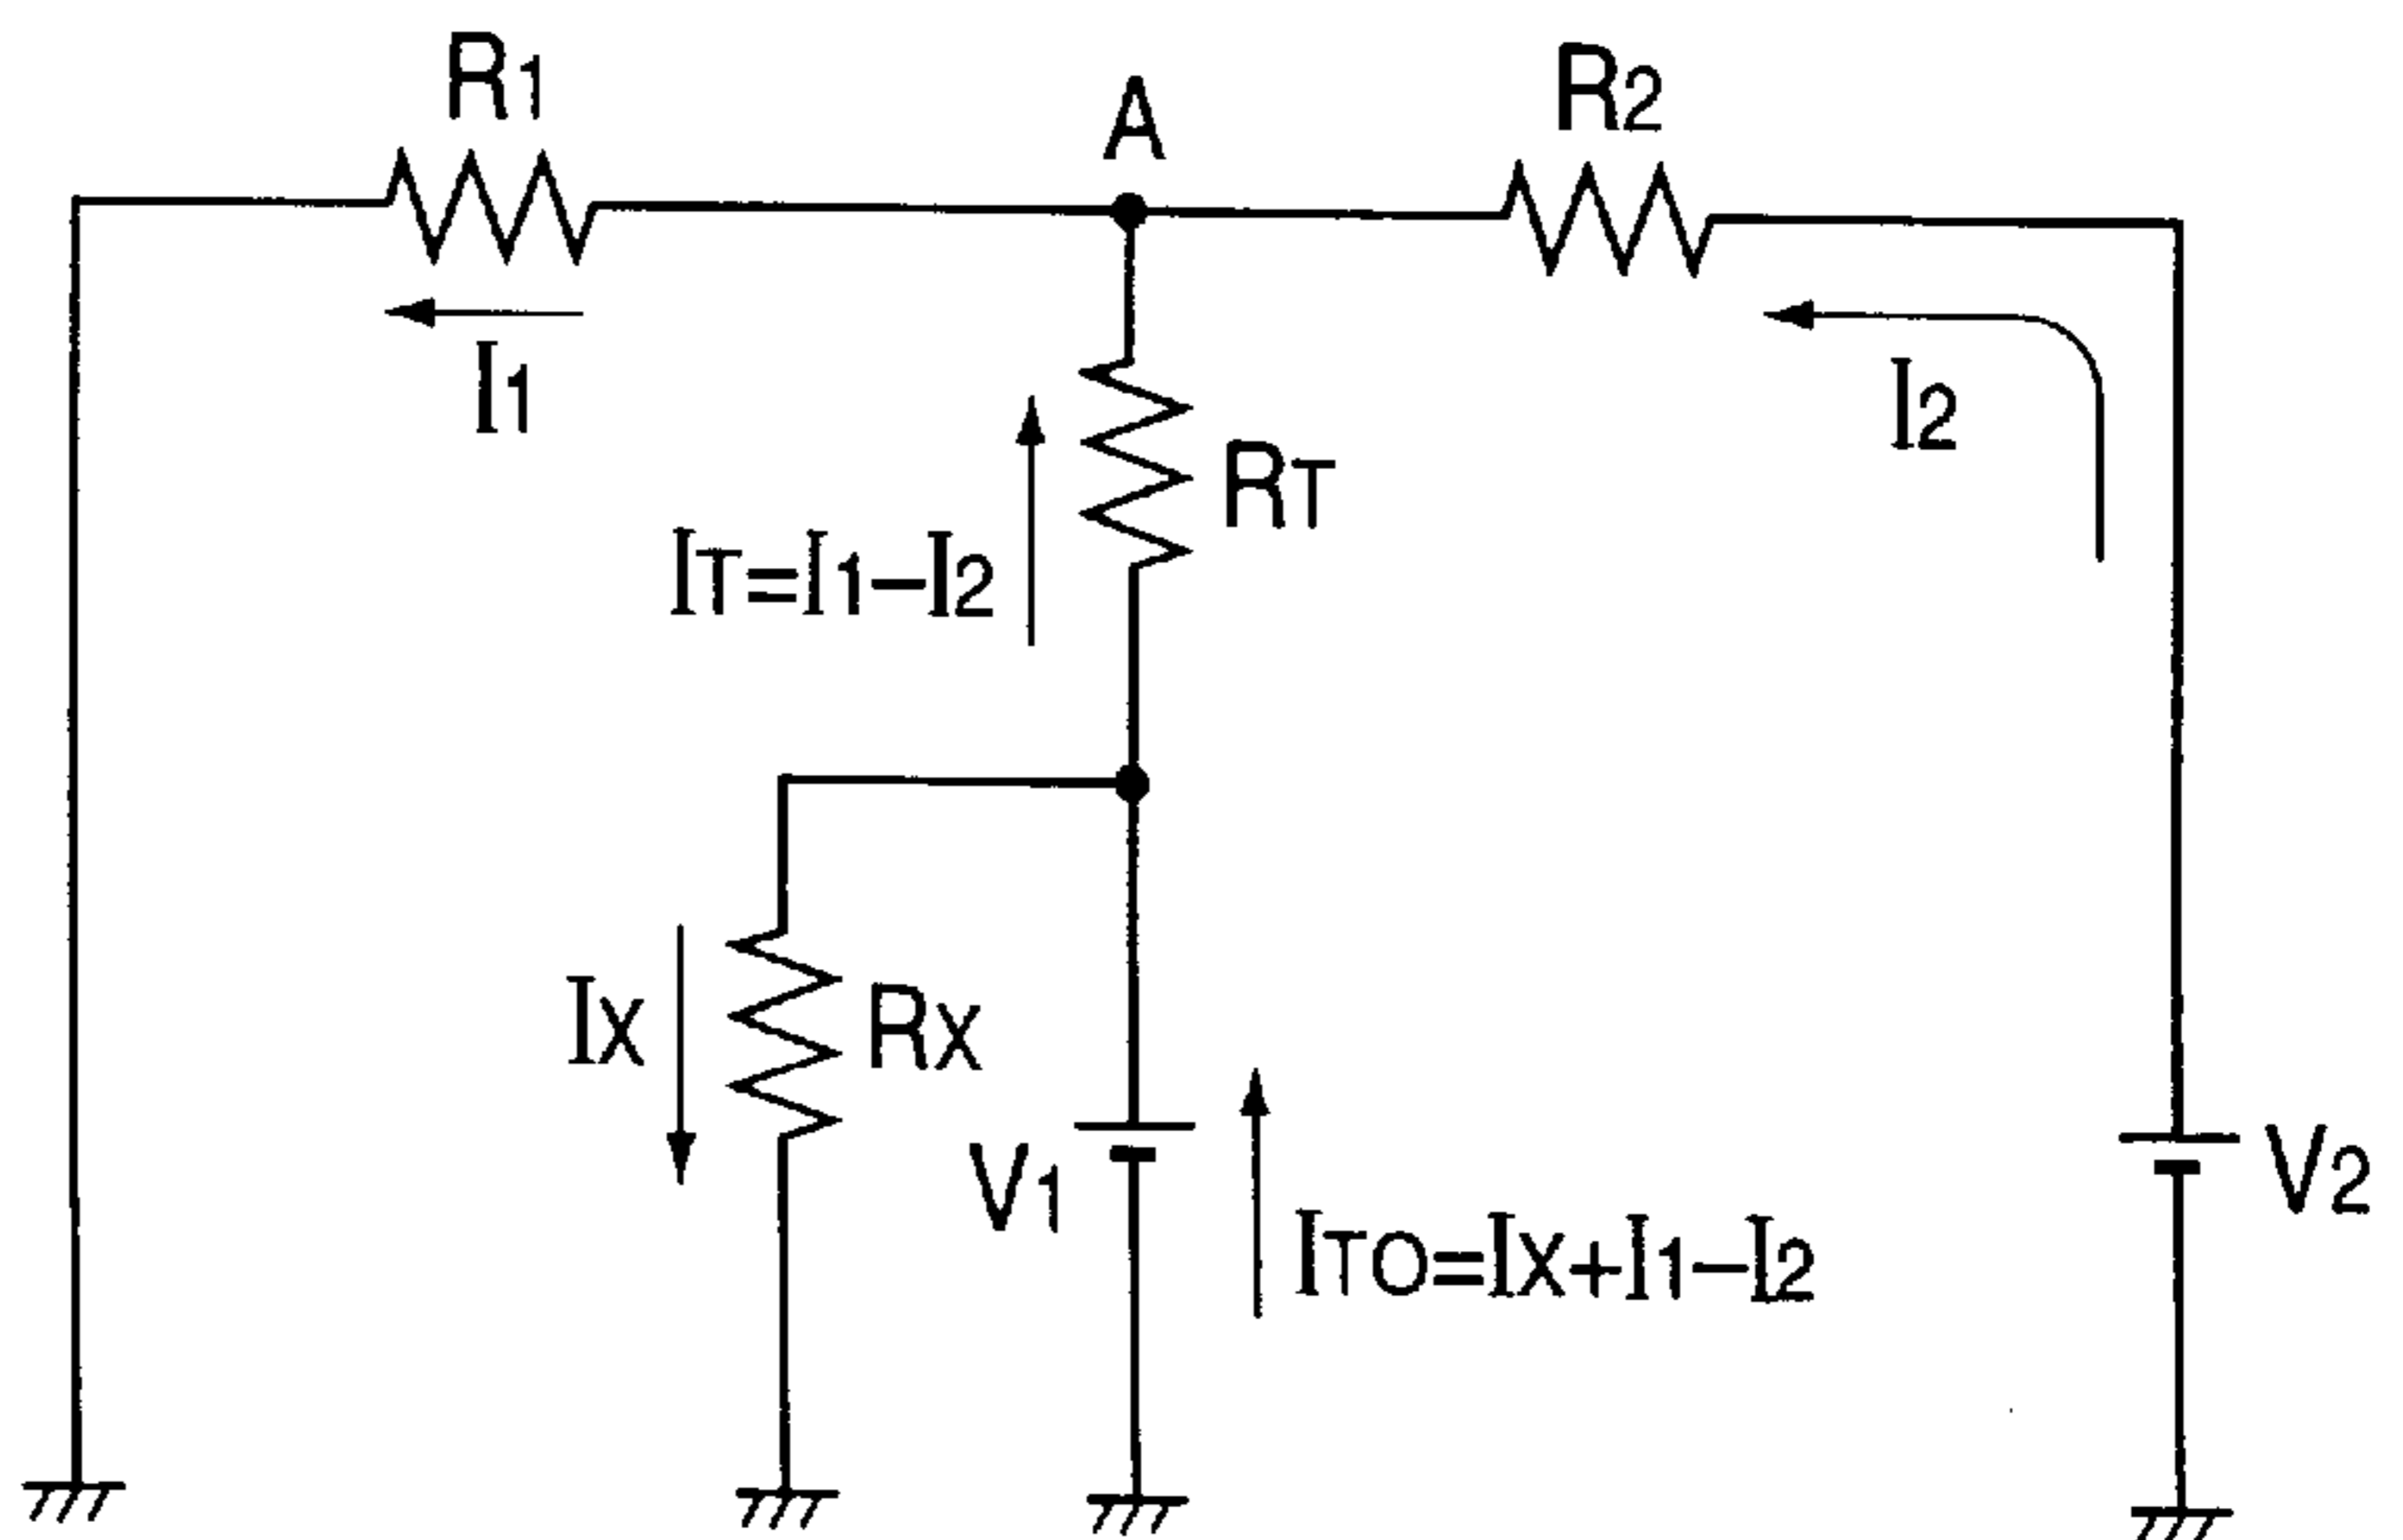 R1
A
R2
I1
I2
RT
IT=I1-I2
Ix
Rx
V1
ITO=Ix+I1-I2
V2